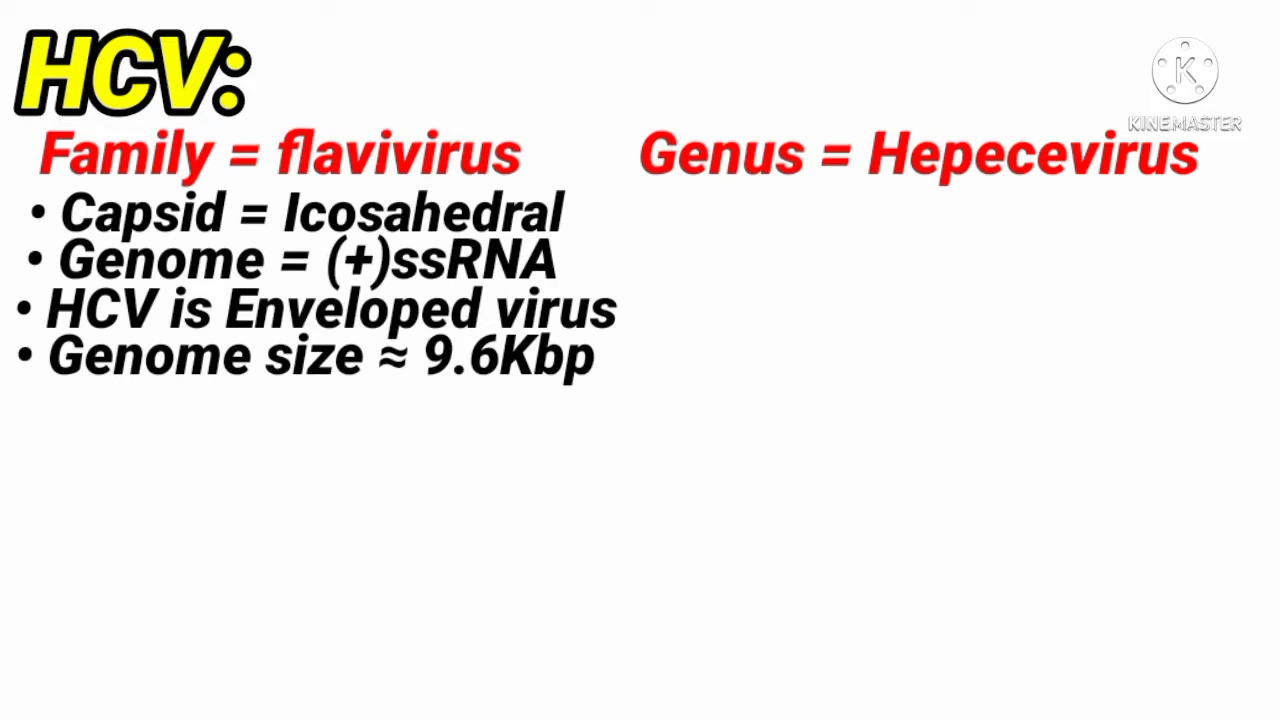 HCV:
K
KINEMASTER
Family = flavivirus Genus = Hepecevirus
• Capsid = Icosahedral
• Genome = (+)ssRNA
• HCV is Enveloped virus
• Genome size ≈ 9.6Kbp